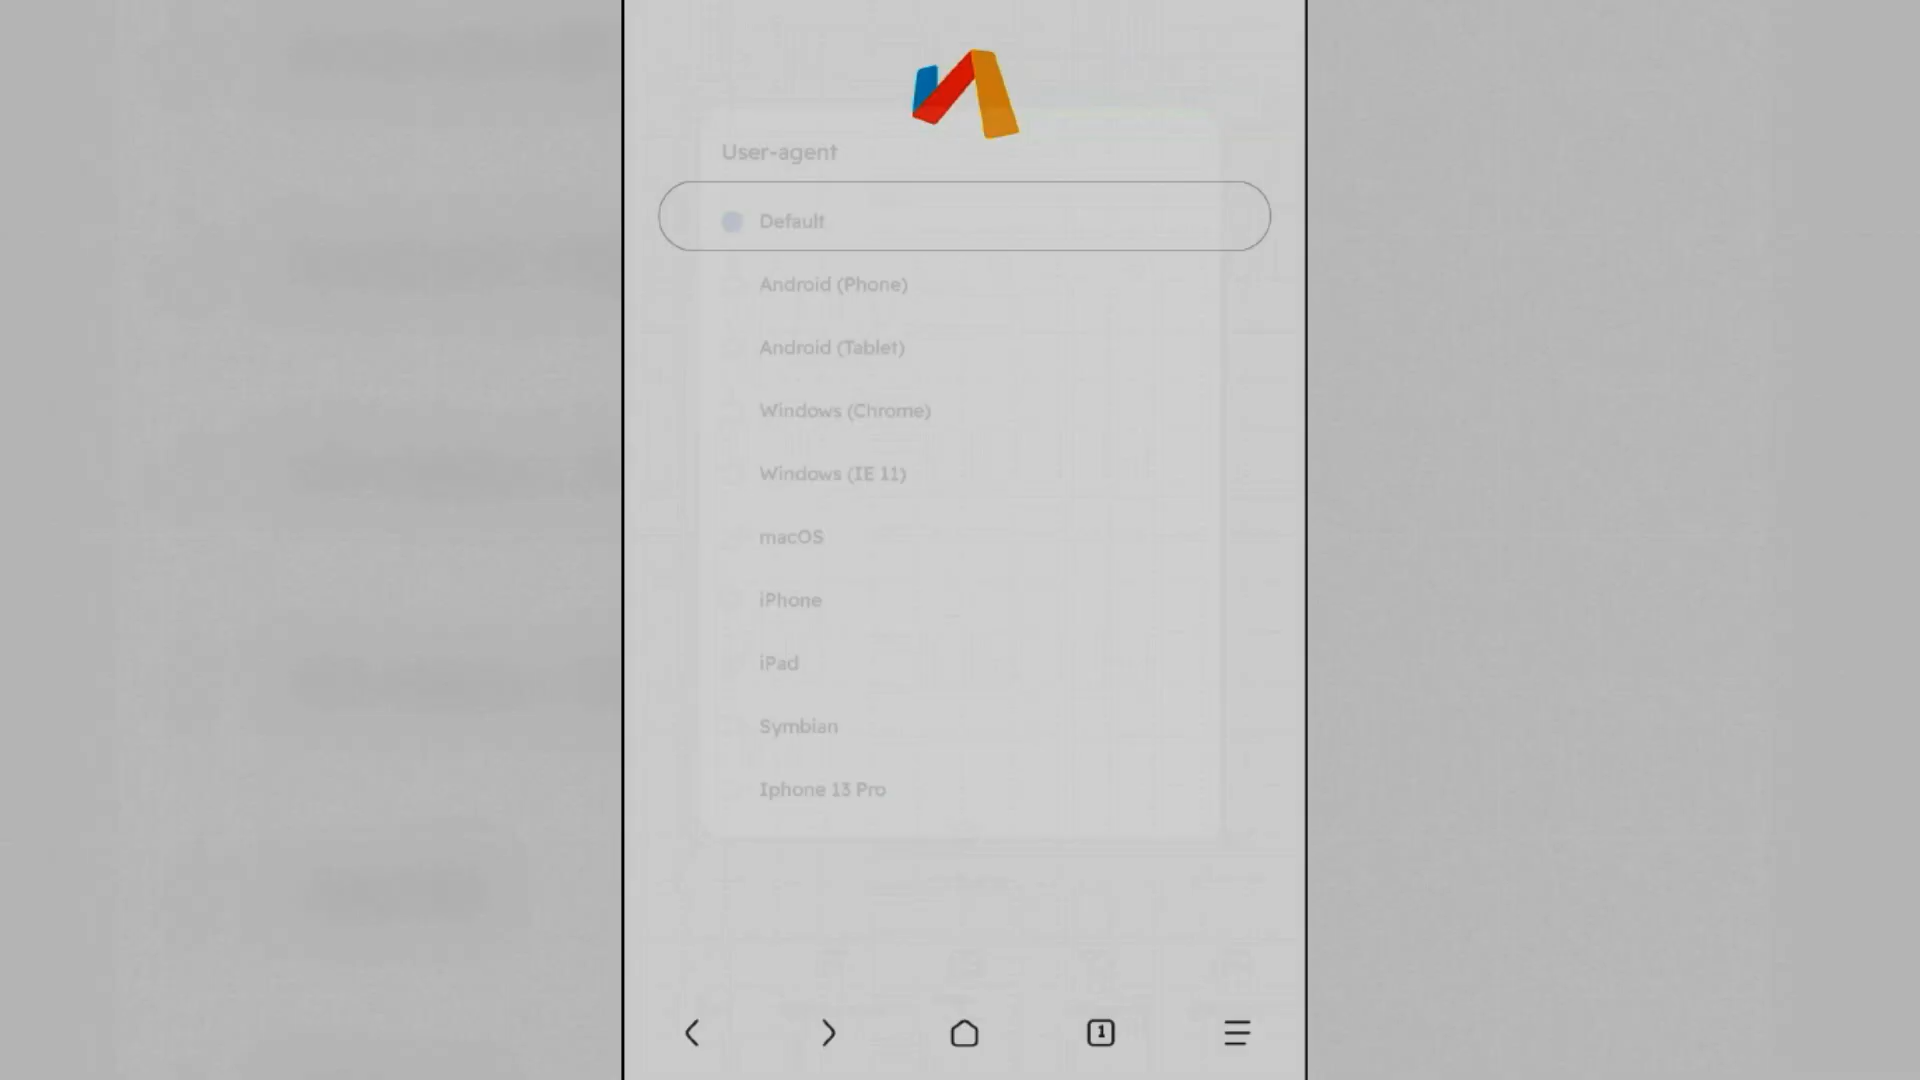 User-agent
Default
Android (Phone)
Android (Tablet)
Windows (Chrome)
Windows (IE 11)
macOS
iPhone
iPad
Symbian
Iphone 13 Pro
1